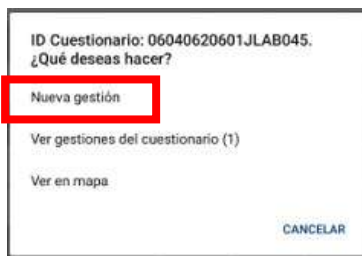 ID Cuestionario: 06040620601JLAB045.
¿Qué deseas hacer?
Nueva gestión
Ver gestiones del cuestionario (1)
Ver en mapa
CANCELAR